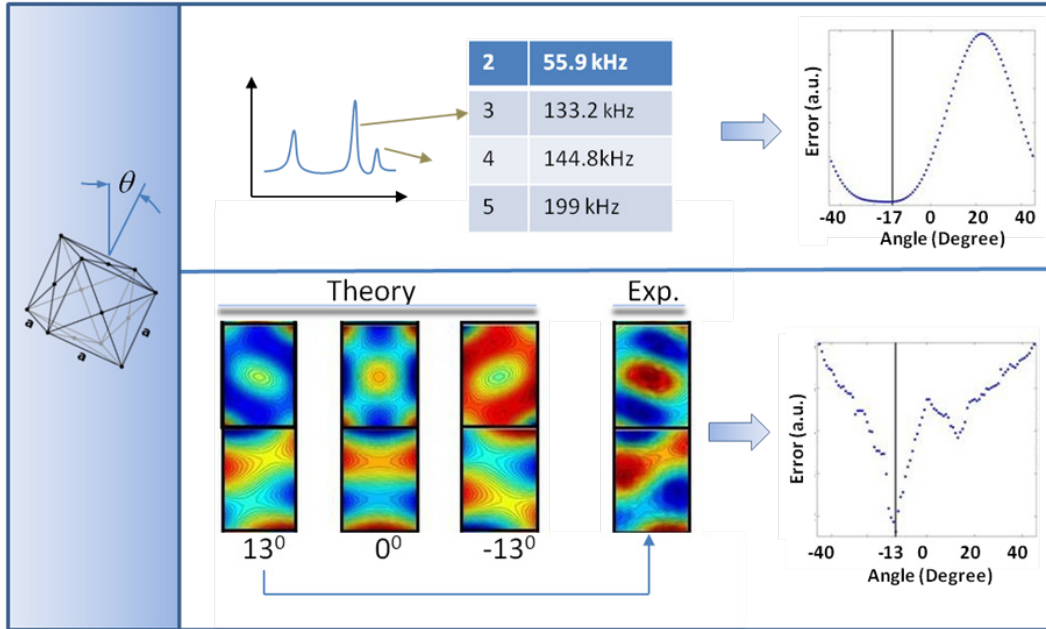 θ
a
a
a
2 55.9 kHz
3 133.2 kHz
4 144.8kHz
5 199 kHz
Error (a.u.)
-40 -17 0 20 40
Angle (Degree)
Theory
Exp.
13⁰
0⁰
-13⁰
Error (a.u.)
-40 -13 0 20 40
Angle (Degree)